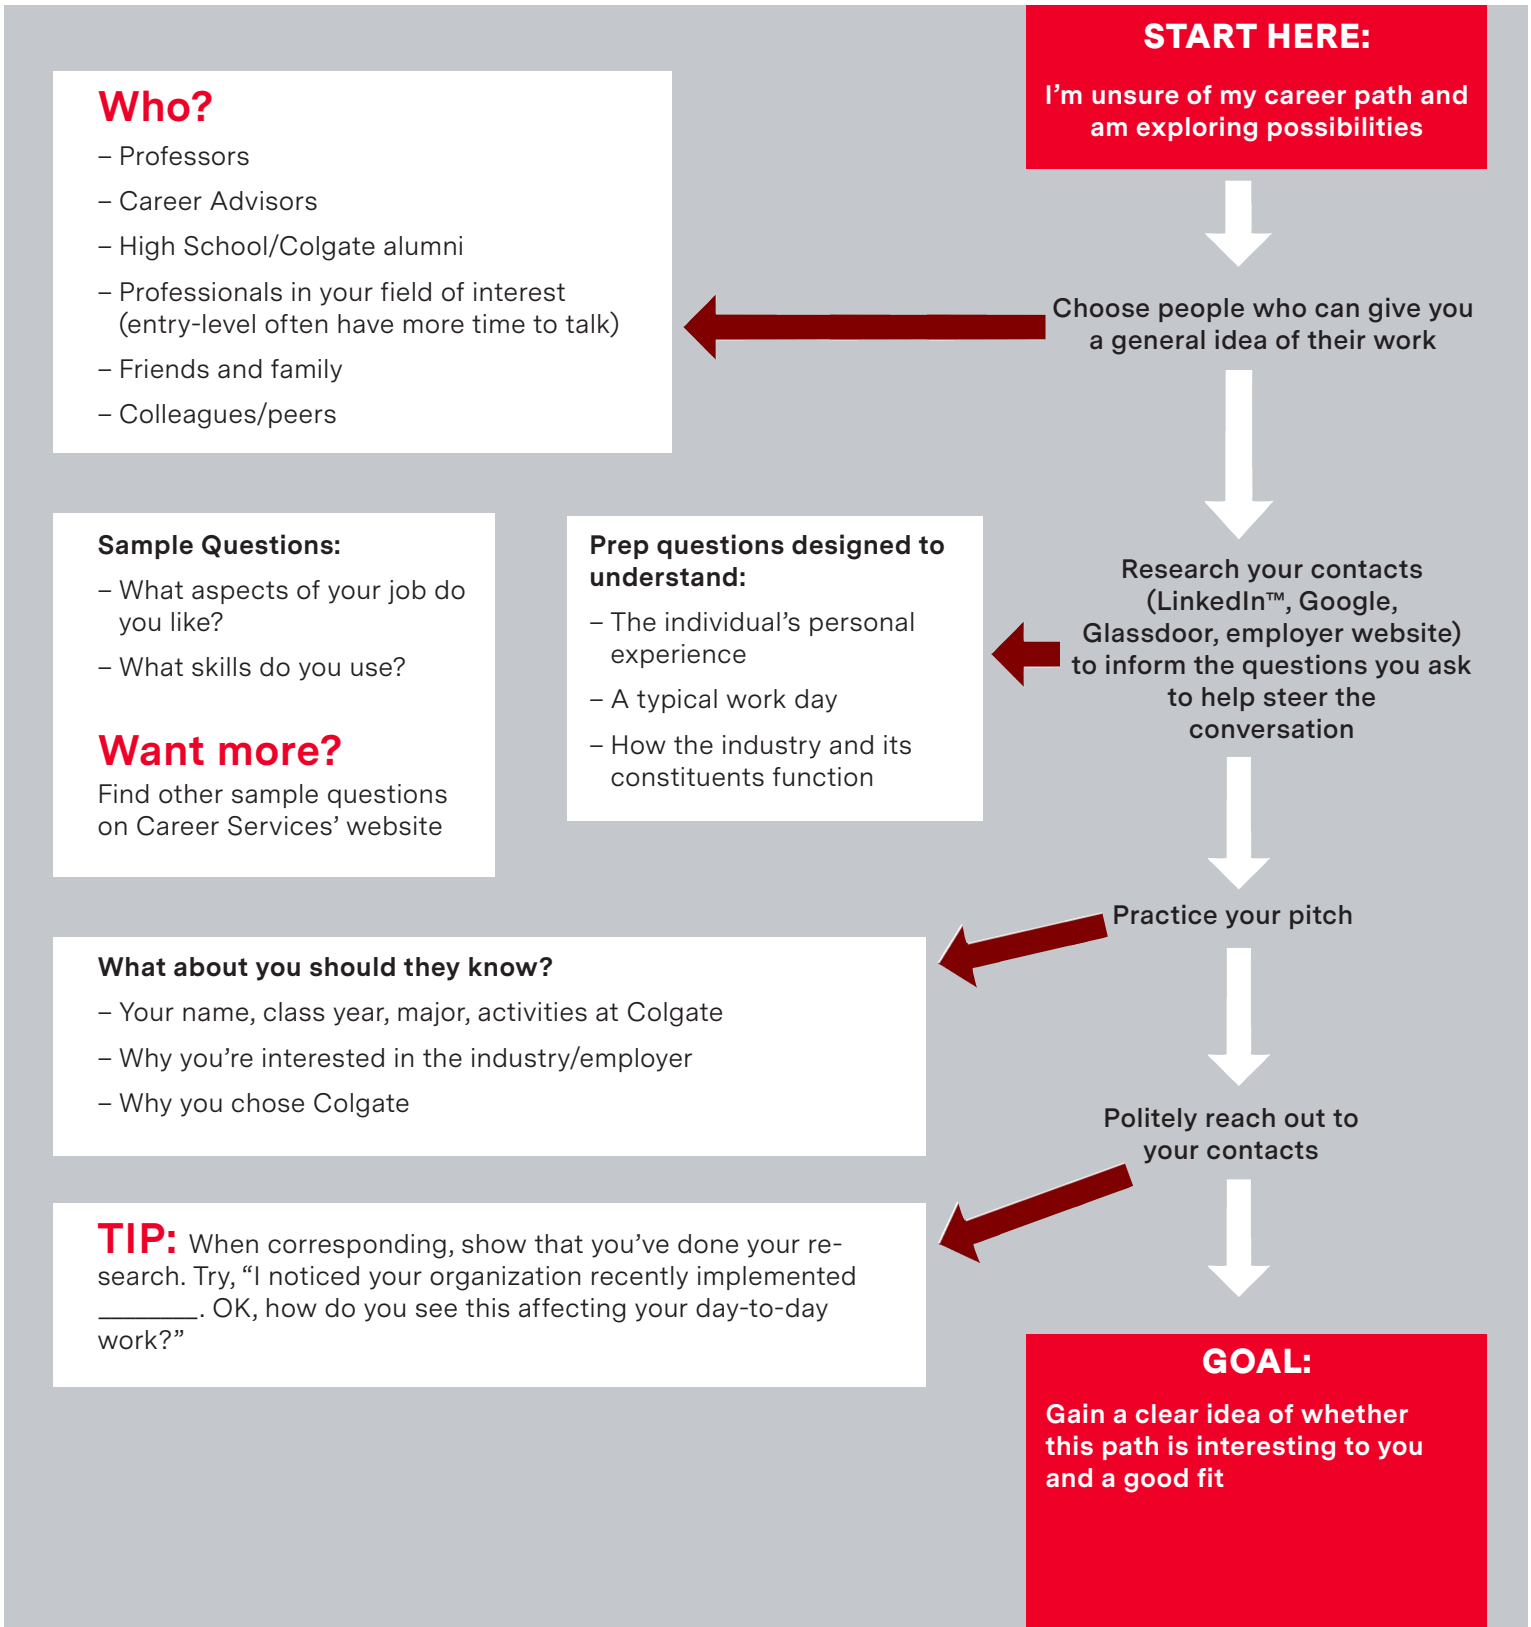 START HERE:
I’m unsure of my career path and
am exploring possibilities
Who?
– Professors
– Career Advisors
– High School/Colgate alumni
– Professionals in your field of interest
(entry-level often have more time to talk)
– Friends and family
– Colleagues/peers
Choose people who can give you
a general idea of their work
Sample Questions:
– What aspects of your job do
you like?
– What skills do you use?
Want more?
Find other sample questions
on Career Services’ website
Prep questions designed to
understand:
– The individual’s personal
experience
– A typical work day
– How the industry and its
constituents function
Research your contacts
(LinkedIn™, Google,
Glassdoor, employer website)
to inform the questions you ask
to help steer the
conversation
Practice your pitch
What about you should they know?
– Your name, class year, major, activities at Colgate
– Why you’re interested in the industry/employer
– Why you chose Colgate
Politely reach out to
your contacts
TIP: When corresponding, show that you’ve done your re-
search. Try, “I noticed your organization recently implemented
________. OK, how do you see this affecting your day-to-day
work?”
GOAL:
Gain a clear idea of whether
this path is interesting to you
and a good fit